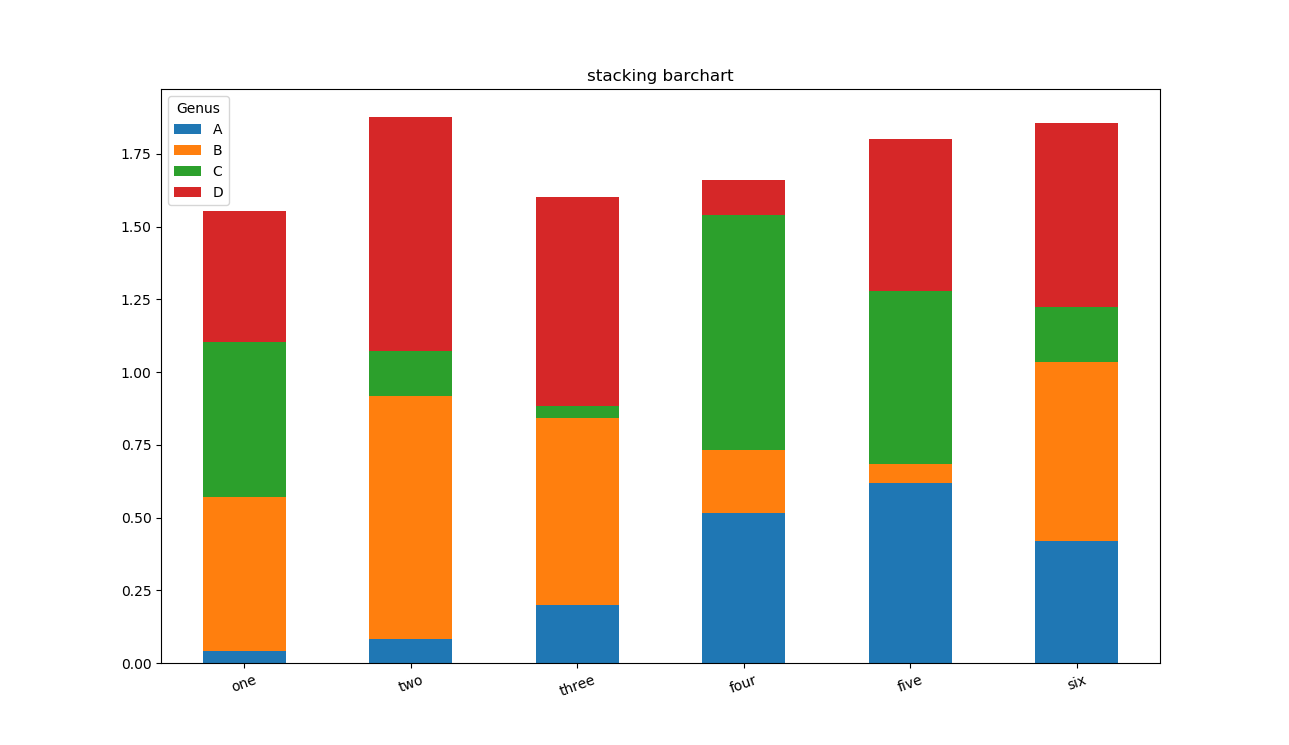 stacking barchart
Genus
A
B
C
D
1.75
1.50
1.25
1.00
0.75
0.50
0.25
0.00
one two three four five six